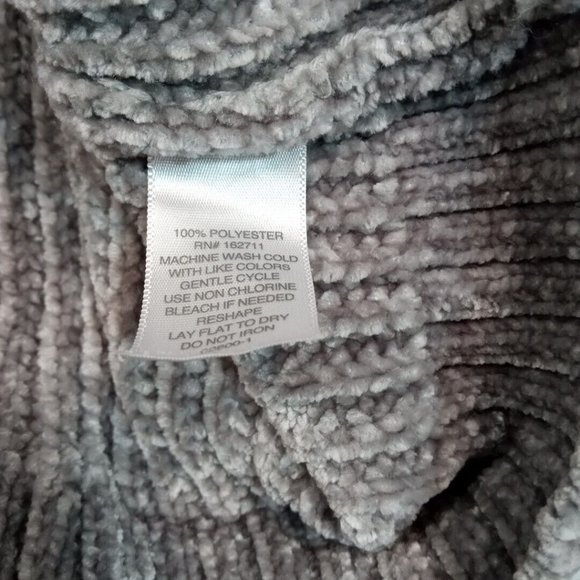 100% POLYESTER
RN# 162711
MACHINE WASH COLD
WITH LIKE COLORS
GENTLE CYCLE
USE NON CHLORINE
BLEACH IF NEEDED
RESHAPE
LAY FLAT TO DRY
DO NOT IRON